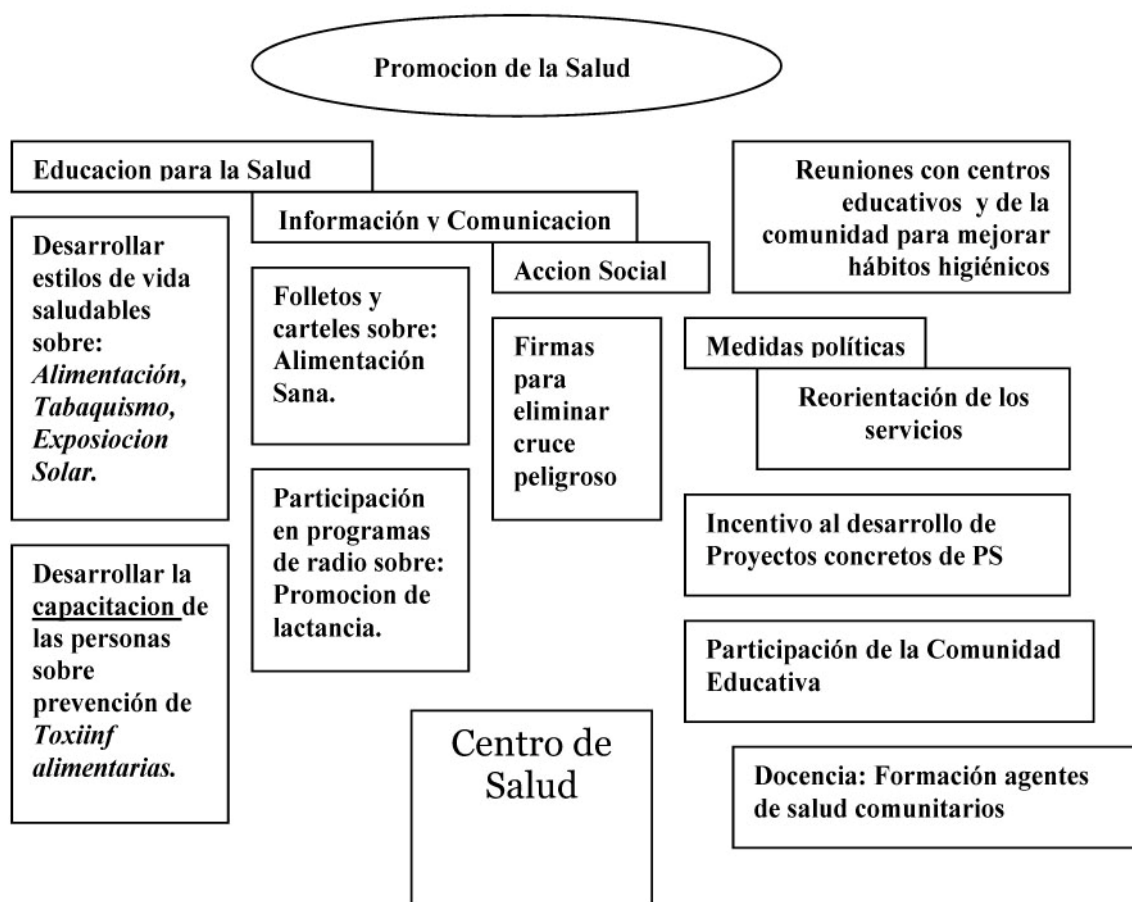 Promocion de la Salud
Educacion para la Salud
Información y Comunicacion
Accion Social
Reuniones con centros
educativos y de la
comunidad para mejorar
hábitos higiénicos
Desarrollar
estilos de vida
saludables
sobre:
Alimentación,
Tabaquismo,
Exposiocion
Solar.
Folletos y
carteles sobre:
Alimentación
Sana.
Firmas
para
eliminar
cruce
peligroso
Medidas políticas
Reorientación de los
servicios
Participación
en programas
de radio sobre:
Promocion de
lactancia.
Incentivo al desarrollo de
Proyectos concretos de PS
Desarrollar la
capacitacion de
las personas
sobre
prevención de
Toxiinf
alimentarias.
Participación de la Comunidad
Educativa
Centro de
Salud
Docencia: Formación agentes
de salud comunitarios